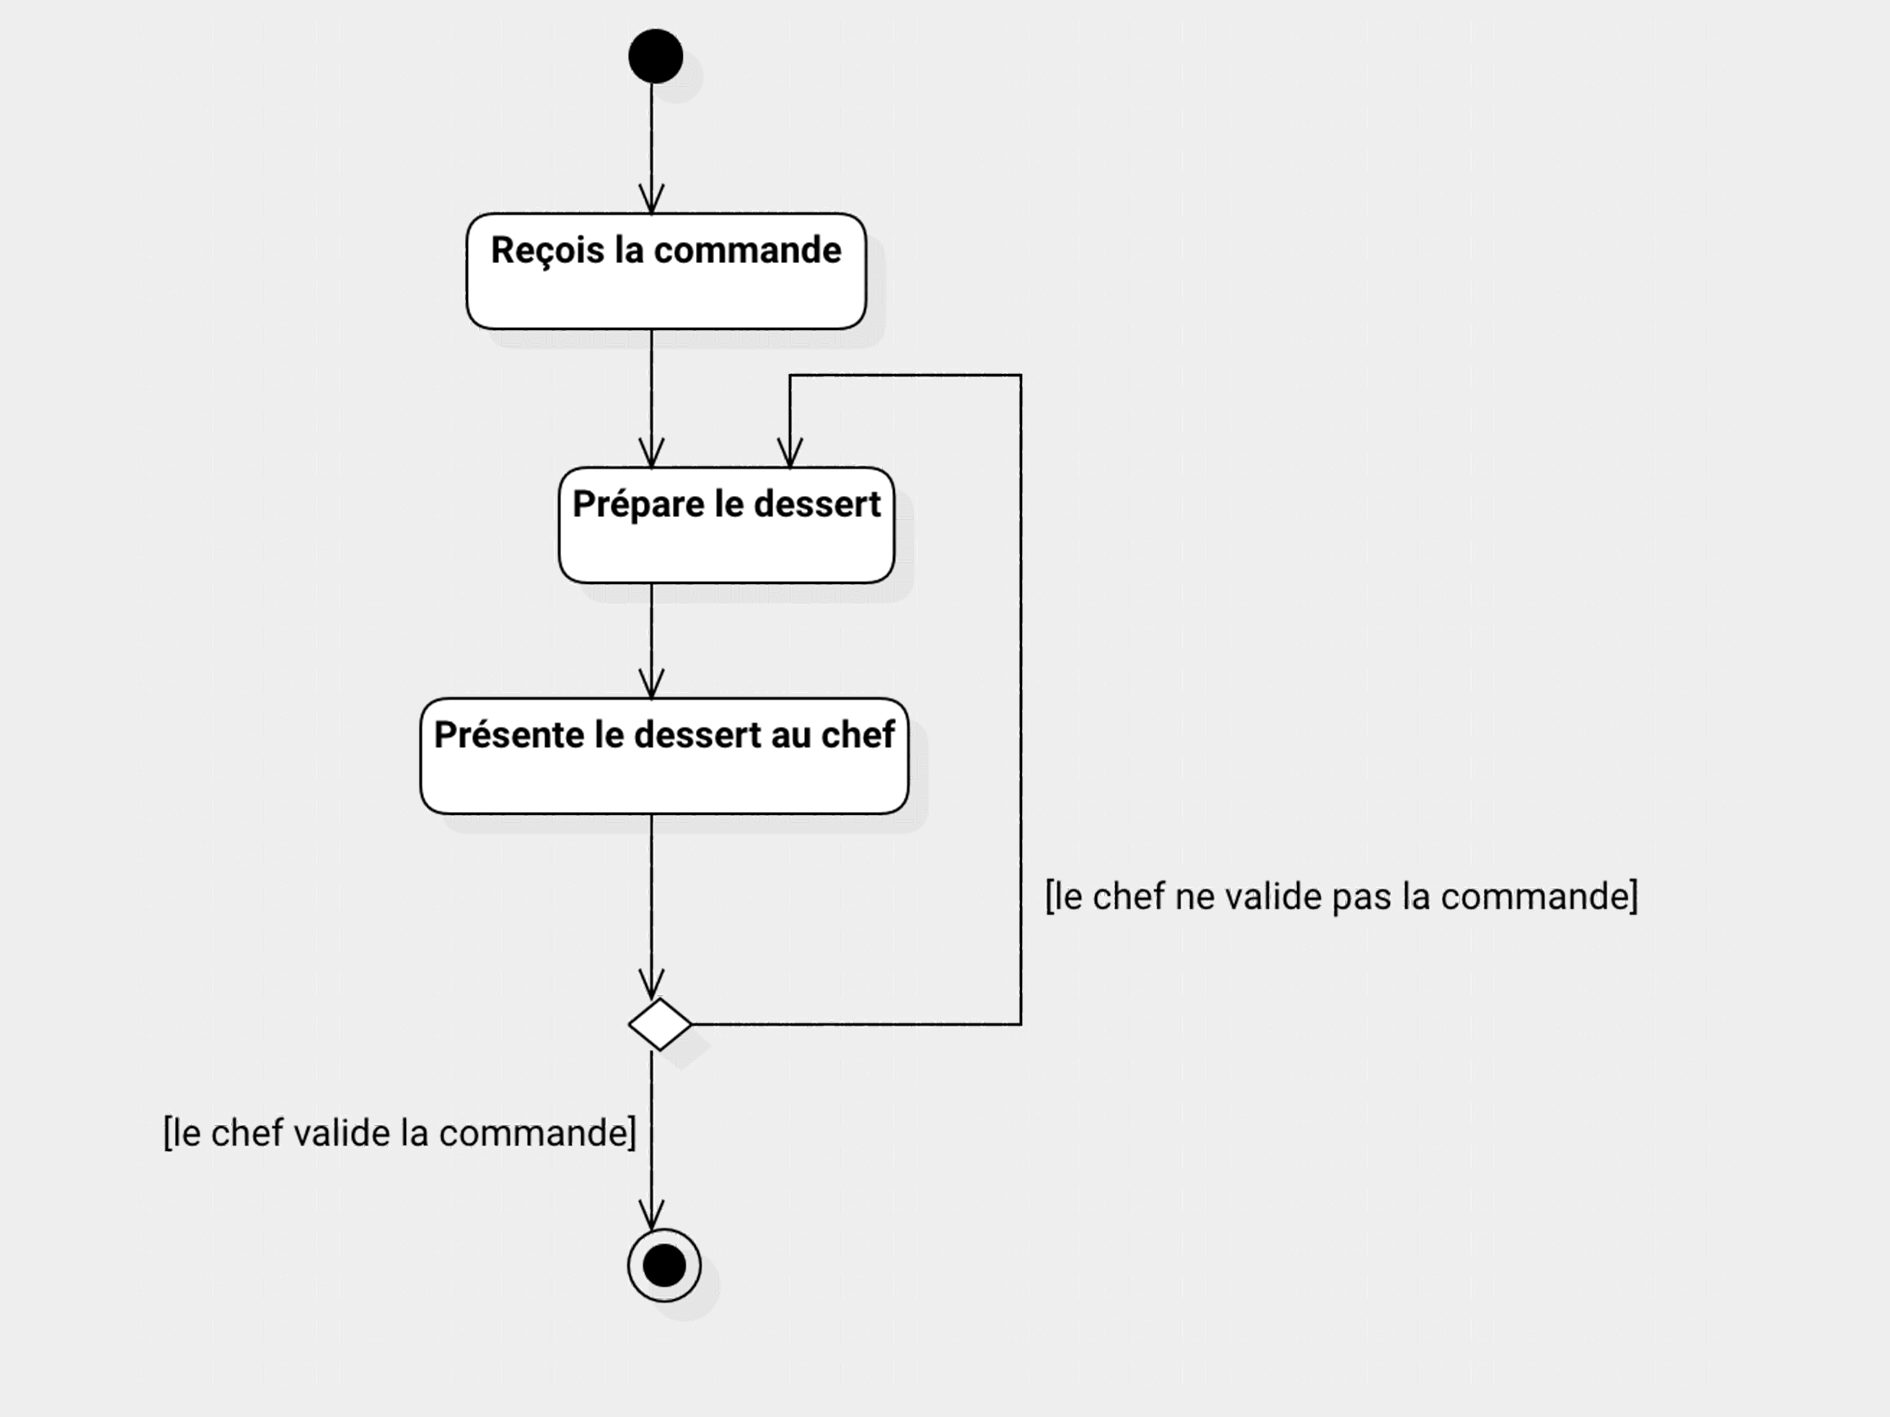 Reçois la commande
Prépare le dessert
Présente le dessert au chef
[le chef ne valide pas la commande]
[le chef valide la commande]